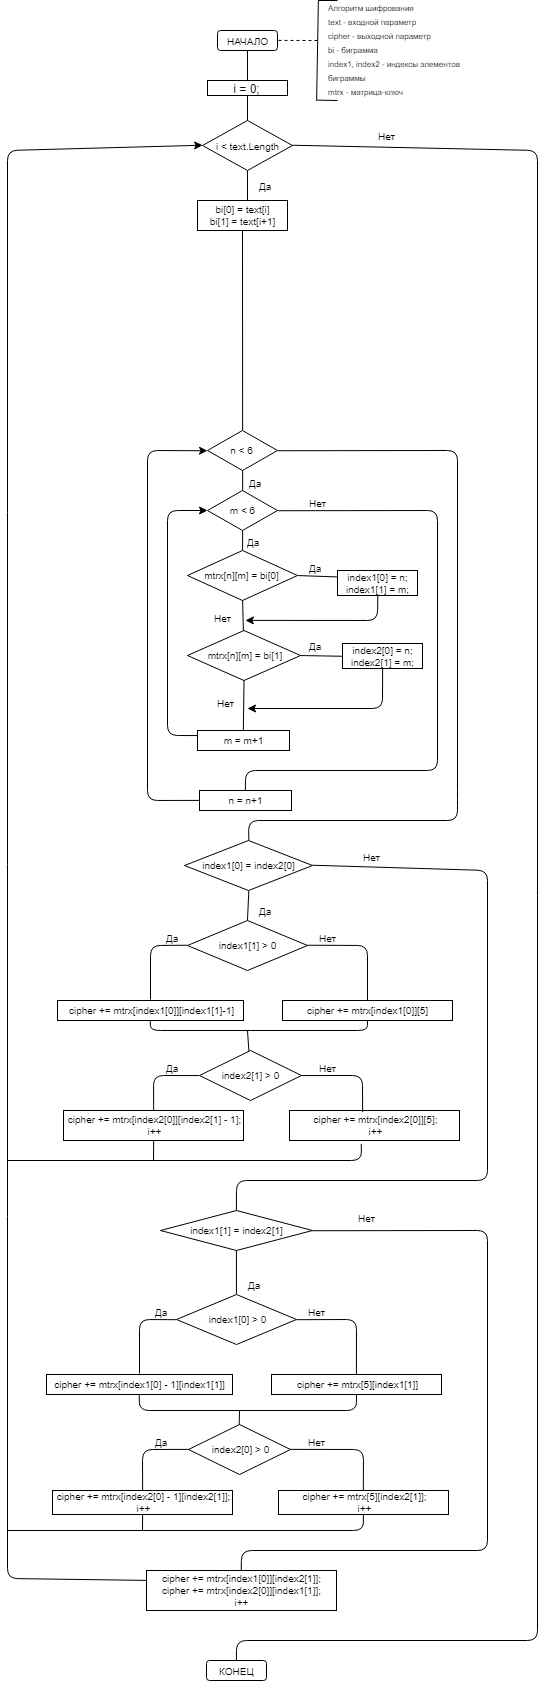 Алгоритм шифрования
text - входной параметр
cipher - выходной параметр
bi - биграмма
index1, index2 - индексы элементов
биграммы
mtrx - матрица-ключ
НАЧАЛО
i = 0;
i < text.Length
Нет
Да
bi[0] = text[i]
bi[1] = text[i+1]
n < 6
Да
m < 6
Нет
Да
mtrx[n][m] = bi[0]
Да
index1[0] = n;
index1[1] = m;
Нет
mtrx[n][m] = bi[1]
Да
index2[0] = n;
index2[1] = m;
Нет
m = m+1
n = n+1
index1[0] = index2[0]
Нет
Да
index1[1] > 0
Да
Нет
cipher += mtrx[index1[0]][index1[1]-1]
cipher += mtrx[index1[0]][5]
index2[1] > 0
Да
Нет
cipher += mtrx[index2[0]][index2[1] - 1];
i++
cipher += mtrx[index2[0]][5];
i++
index1[1] = index2[1]
Нет
Да
index1[0] > 0
Да
Нет
cipher += mtrx[index1[0] - 1][index1[1]]
cipher += mtrx[5][index1[1]]
index2[0] > 0
Да
Нет
cipher += mtrx[index2[0] - 1][index2[1]];
i++
cipher += mtrx[5][index2[1]];
i++
cipher += mtrx[index1[0]][index2[1]];
cipher += mtrx[index2[0]][index1[1]];
i++
КОНЕЦ